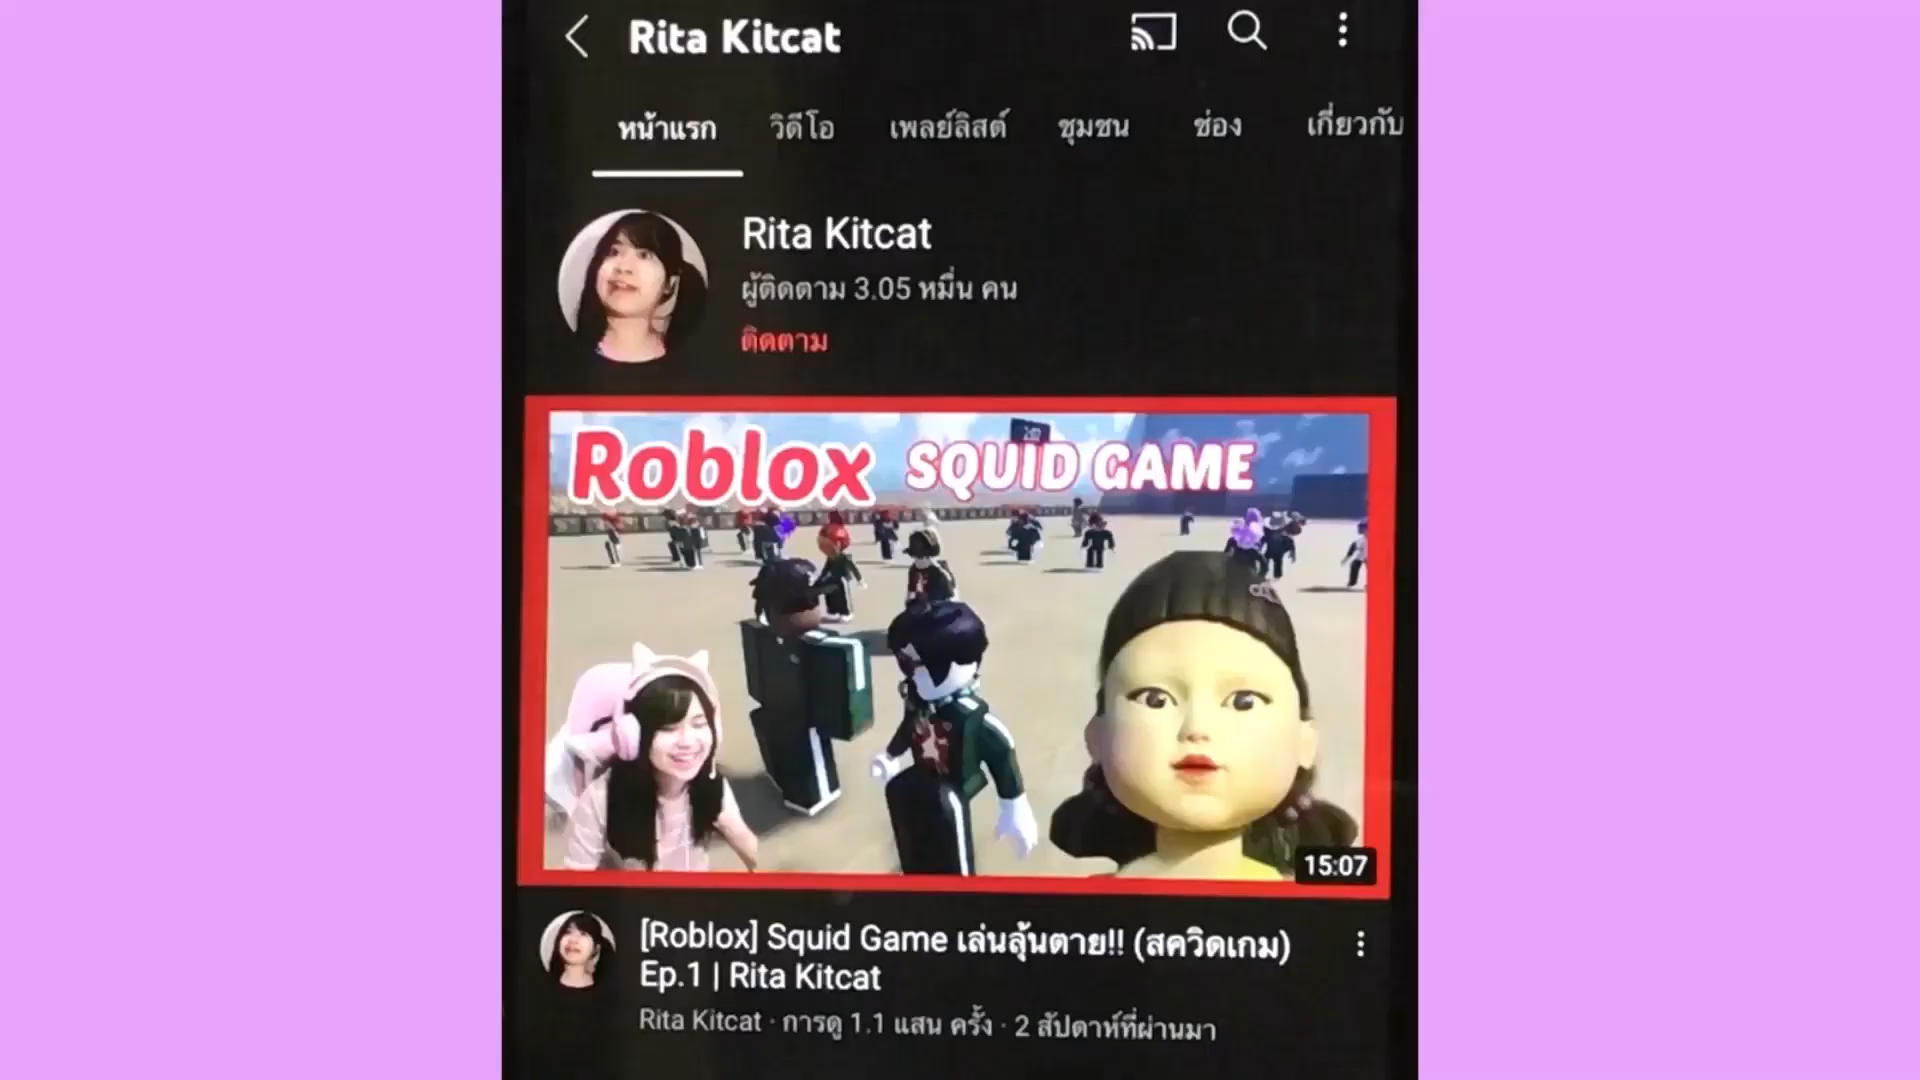 Rita Kitcat
หน้าแรก วิดีโอ เพลย์ลิสต์ ชุมชน ช่อง เกี่ยวกับ
Rita Kitcat
ผู้ติดตาม 3.05 หมื่น คน
ติดตาม
Roblox SQUID GAME
15:07
[Roblox] Squid Game เล่นลุ้นตาย!! (สควิดเกม)
Ep.1 | Rita Kitcat
Rita Kitcat · การดู 1.1 แสน ครั้ง · 2 สัปดาห์ที่ผ่านมา